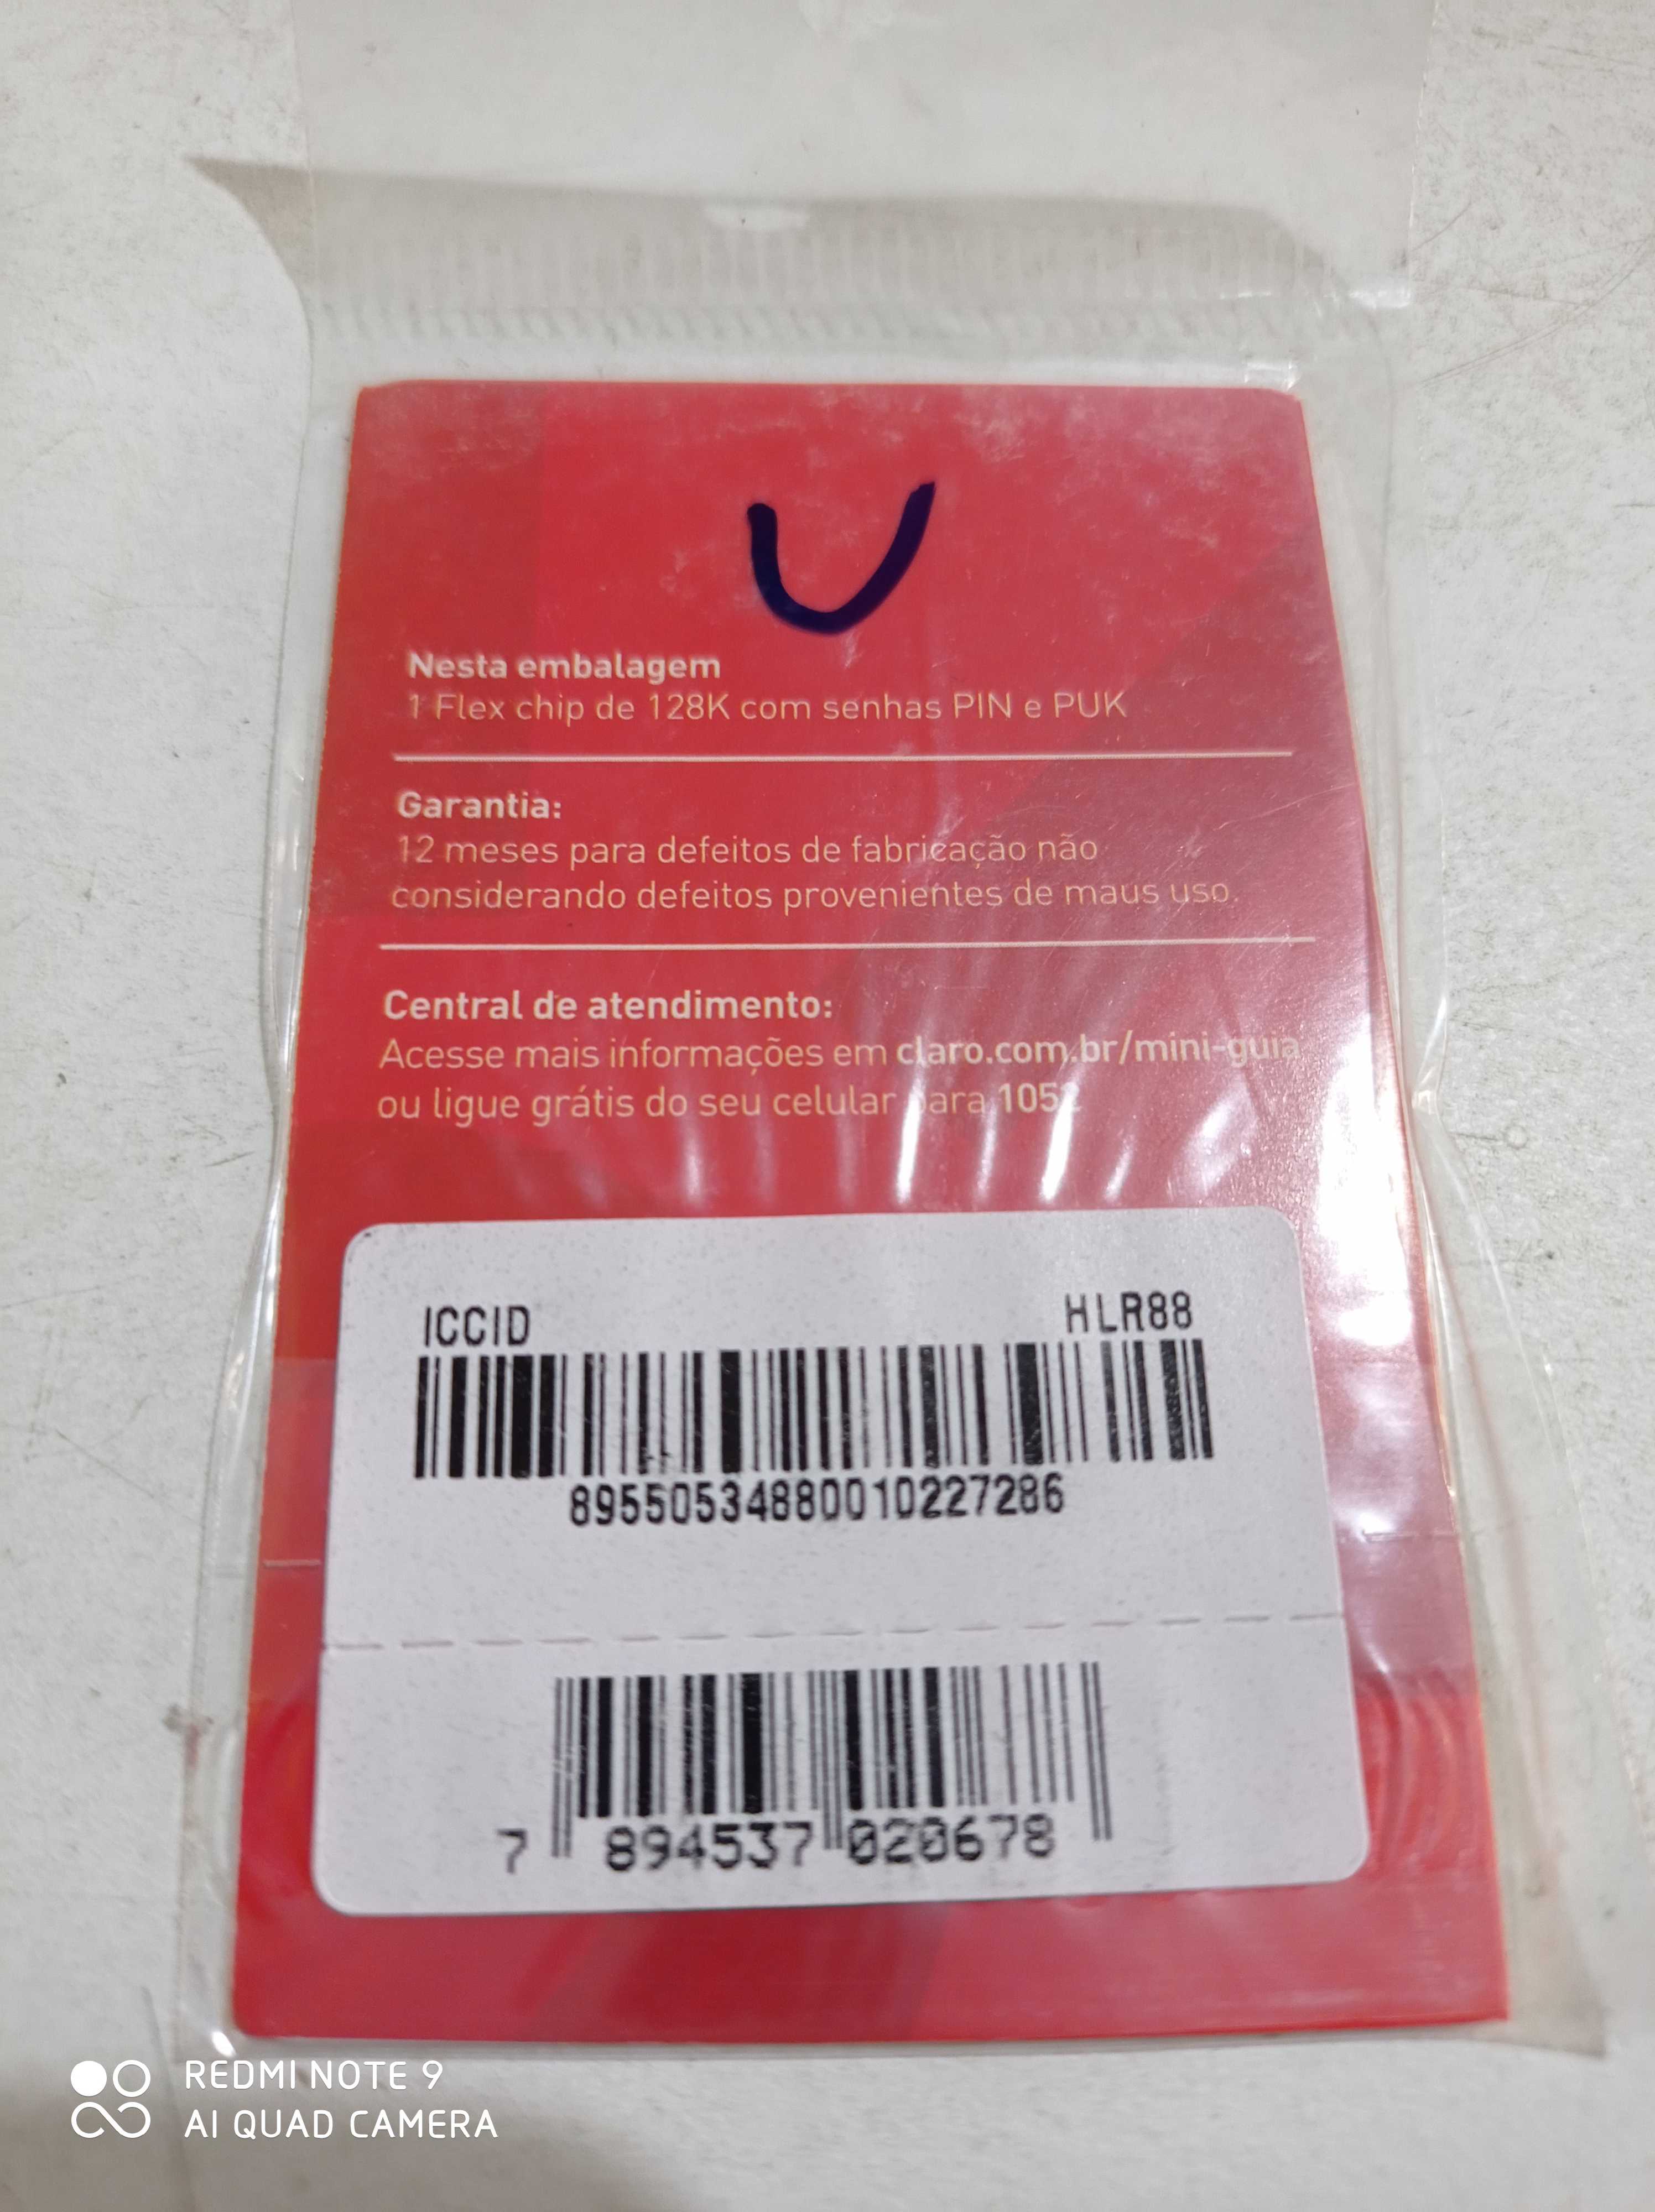 U
Nesta embalagem
1 Flex chip de 128K com senhas PIN e PUK
Garantia:
12 meses para defeitos de fabricação não
considerando defeitos provenientes de maus uso.
Central de atendimento:
Acesse mais informações em claro.com.br/mini-guia
ou ligue grátis do seu celular para 1052
ICCID HLR88
89550534880010227286
7 894537 020678
REDMI NOTE 9
AI QUAD CAMERA